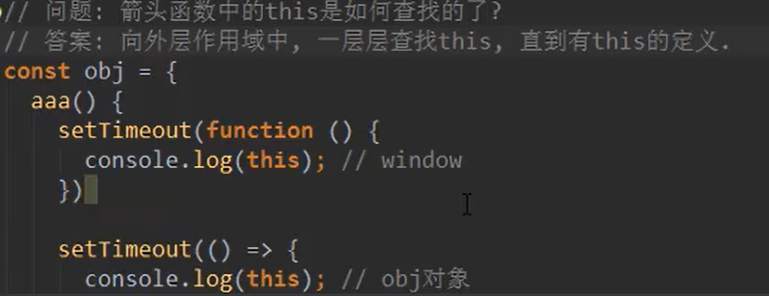 // 问题: 箭头函数中的this是如何查找的了?
// 答案: 向外层作用域中, 一层层查找this, 直到有this的定义.
const obj = {
  aaa() {
    setTimeout(function () {
      console.log(this); // window
    })
    setTimeout(() => {
      console.log(this); // obj对象